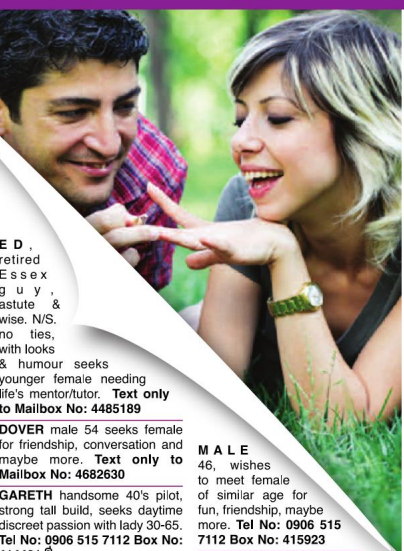 E D ,
retired
Essex
guy,
astute &
wise. N/S.
no ties,
with looks
& humour seeks
younger female needing
life's mentor/tutor. Text only
to Mailbox No: 4485189
DOVER male 54 seeks female
for friendship, conversation and
maybe more. Text only to
Mailbox No: 4682630
GARETH handsome 40's pilot,
strong tall build, seeks daytime
discreet passion with lady 30-65.
Tel No: 0906 515 7112 Box No:
MALE
46, wishes
to meet female
of similar age for
fun, friendship, maybe
more. Tel No: 0906 515
7112 Box No: 415923